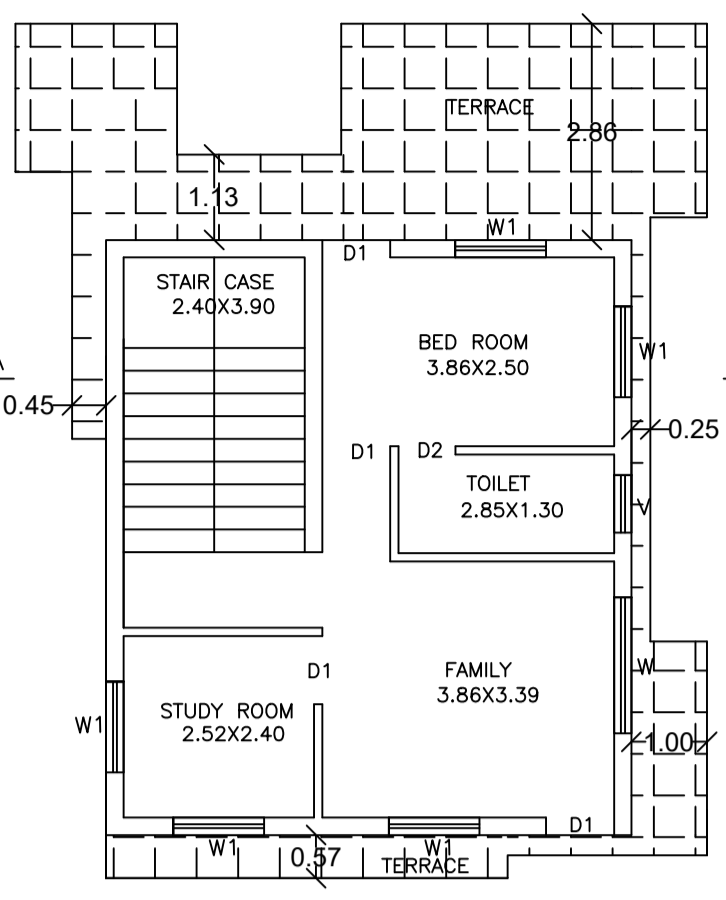 TERRACE
2.86
1.13
W1
D1
STAIR CASE
2.40X3.90
BED ROOM
3.86X2.50
W1
0.45
0.25
D1
D2
TOILET
2.85X1.30
V
D1
FAMILY
3.86X3.39
W
STUDY ROOM
2.52X2.40
W1
1.00
D1
W1
0.57
W1
TERRACE